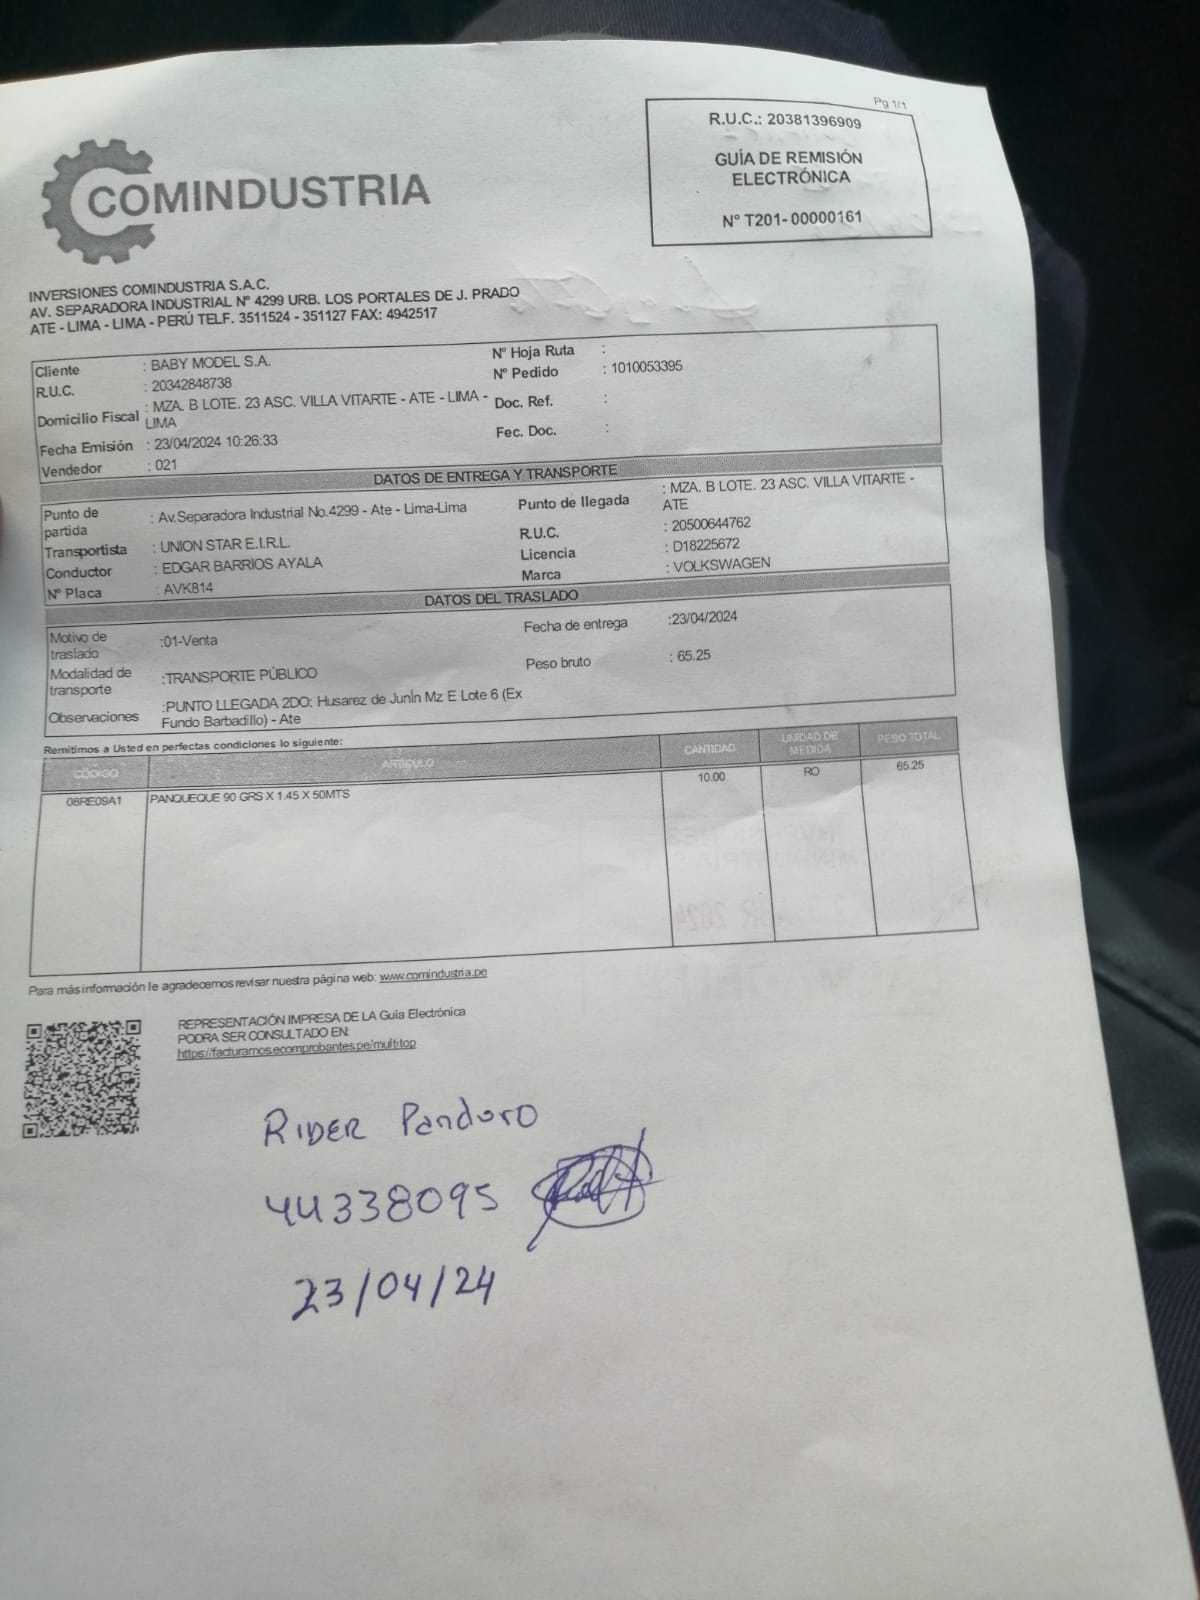 Pg 1/1
R.U.C.: 20381396909
GUÍA DE REMISIÓN
ELECTRÓNICA
N° T201- 00000161
COMINDUSTRIA
INVERSIONES COMINDUSTRIA S.A.C.
AV. SEPARADORA INDUSTRIAL Nº 4299 URB. LOS PORTALES DE J. PRADO
ATE - LIMA - LIMA - PERÚ TELF. 3511524 - 351127 FAX: 4942517
Cliente : BABY MODEL S.A.
R.U.C. : 20342848738
Domicilio Fiscal : MZA. B LOTE. 23 ASC. VILLA VITARTE - ATE - LIMA -
LIMA
Fecha Emisión : 23/04/2024 10:26:33
Vendedor : 021
Nº Hoja Ruta :
Nº Pedido : 1010053395
Doc. Ref. :
Fec. Doc. :
DATOS DE ENTREGA Y TRANSPORTE
Punto de
partida : Av.Separadora Industrial No.4299 - Ate - Lima-Lima
Transportista : UNION STAR E.I.R.L
Conductor : EDGAR BARRIOS AYALA
Nº Placa : AVK814
Punto de llegada : MZA. B LOTE. 23 ASC. VILLA VITARTE -
ATE
R.U.C. : 20500644762
Licencia : D18225672
Marca : VOLKSWAGEN
DATOS DEL TRASLADO
Motivo de
traslado :01-Venta
Modalidad de
transporte :TRANSPORTE PÚBLICO
Observaciones :PUNTO LLEGADA 2DO: Husarez de Junín Mz E Lote 6 (Ex
Fundo Barbadillo) - Ate
Fecha de entrega :23/04/2024
Peso bruto : 65.25
Remitimos a Usted en perfectas condiciones lo siguiente:
CÓDIGO ARTICULO CANTIDAD UNIDAD DE MEDIDA PESO TOTAL
08RE09A1 PANQUEQUE 90 GRS X 1.45 X 50MTS 10.00 RO 65.25
Para más información le agradecemos revisar nuestra página web: www.comindustria.pe
REPRESENTACIÓN IMPRESA DE LA Guia Electrónica
PODRA SER CONSULTADO EN:
https://facturamos.ecomprobantes.pe/multitop
RIDER Panduro
44338095
23/04/24